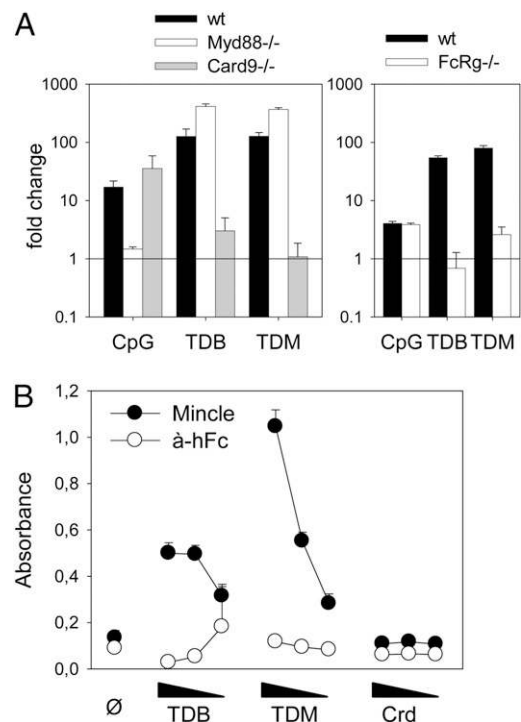 A
wt
Myd88-/-
Card9-/-
wt
FcRg-/-
fold change
1000
100
10
1
0.1
CpG TDB TDM
1000
100
10
1
0.1
CpG TDB TDM
B
Mincle
à-hFc
Absorbance
1,2
1,0
0,8
0,6
0,4
0,2
0,0
Ø TDB TDM Crd